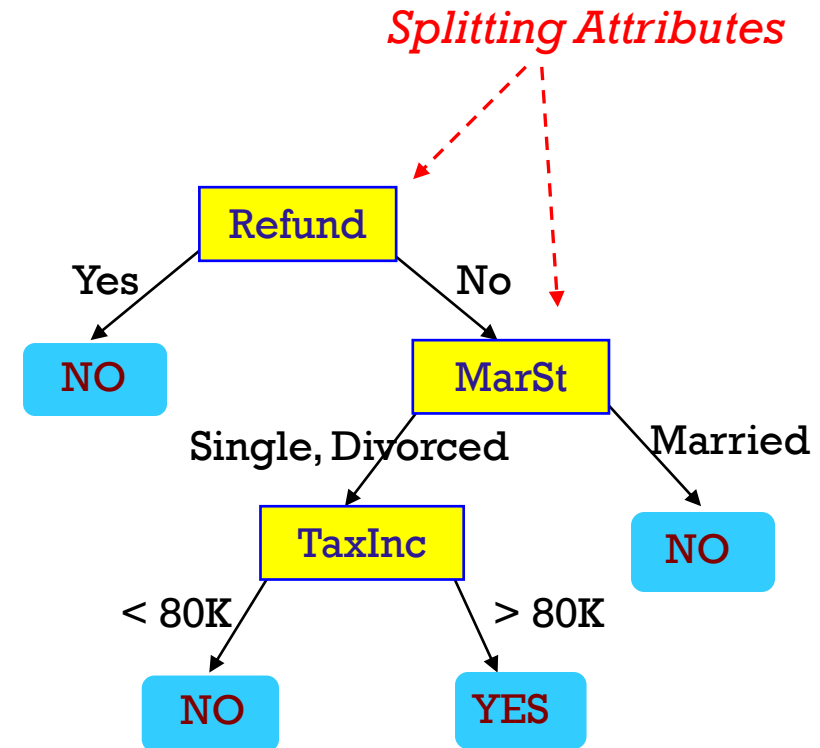 Splitting Attributes
Refund
Yes
No
NO
MarSt
Single, Divorced
Married
TaxInc
NO
< 80K
> 80K
NO
YES